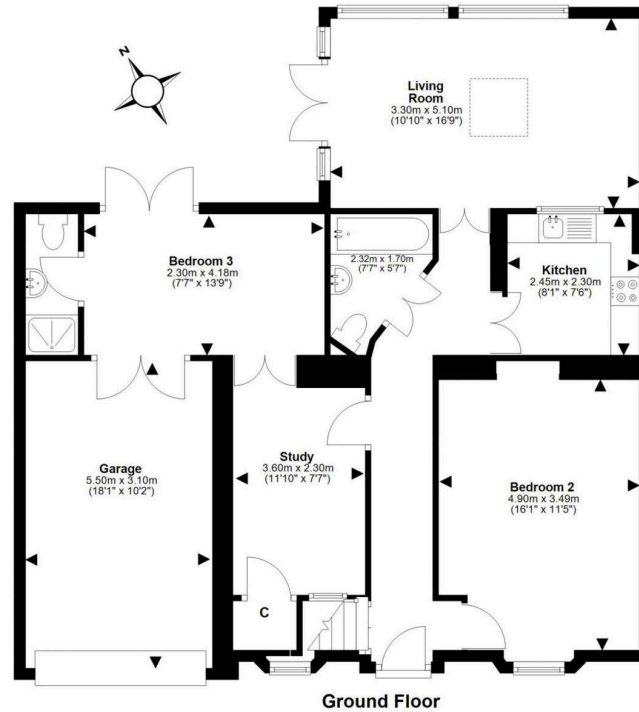 N
Living
Room
3.30m x 5.10m
(10'10" x 16'9")
Bedroom 3
2.30m x 4.18m
(7'7" x 13'9")
2.32m x 1.70m
(7'7" x 5'7")
Kitchen
2.45m x 2.30m
(8'1" x 7'6")
Garage
5.50m x 3.10m
(18'1" x 10'2")
Study
3.60m x 2.30m
(11'10" x 7'7")
Bedroom 2
4.90m x 3.49m
(16'1" x 11'5")
C
Ground Floor